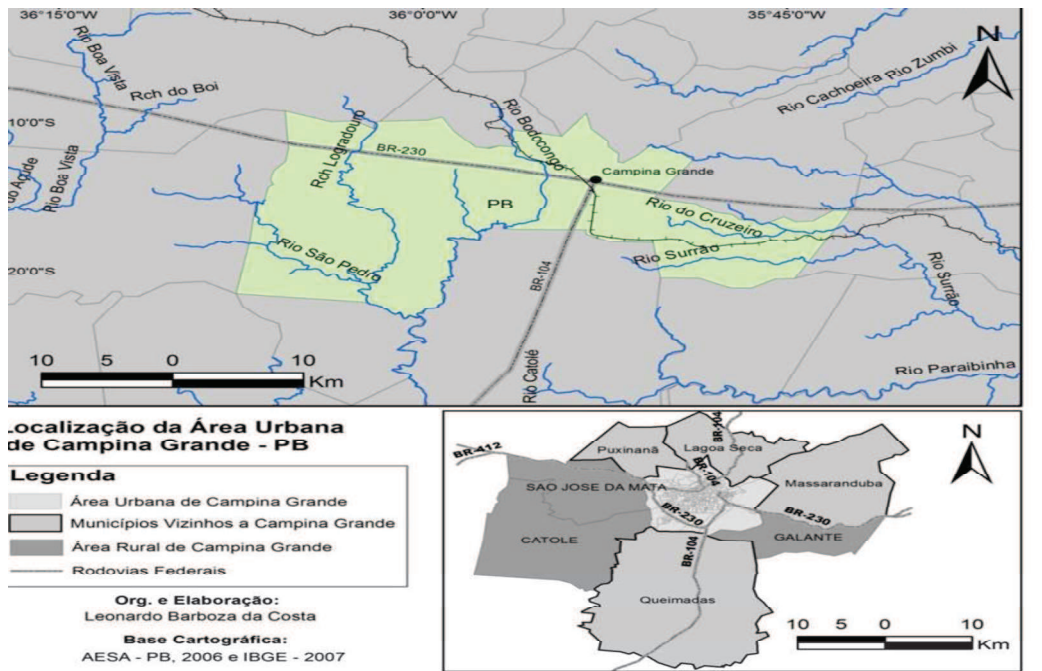 36°15'0"W
36°0'0"W
35°45'0"W
N
Rio Boa Vista
Rch do Boi
Rio Cachoeira
Rio Zumbi
10'0"S
BR-230
Rch Logradouro
Rio Bodocongo
Campina Grande
Rio Boa Vista
PB
Rio do Cruzeiro
Rio São Pedro
Rio Surrão
Rio Surrão
20'0"S
BR-104
10 5 0 10
Km
Rio Catolé
Rio Paraibinha
Localização da Área Urbana
de Campina Grande - PB
Legenda
Área Urbana de Campina Grande
Municípios Vizinhos a Campina Grande
Área Rural de Campina Grande
Rodovias Federais
Org. e Elaboração:
Leonardo Barboza da Costa
Base Cartográfica:
AESA - PB, 2006 e IBGE - 2007
BR-104
N
BR-412
Puxinanã
Lagoa Seca
BR-104
SAO JOSE DA MATA
Massaranduba
BR-230
BR-230
CATOLE
GALANTE
BR-104
Queimadas
10 5 0 10
Km